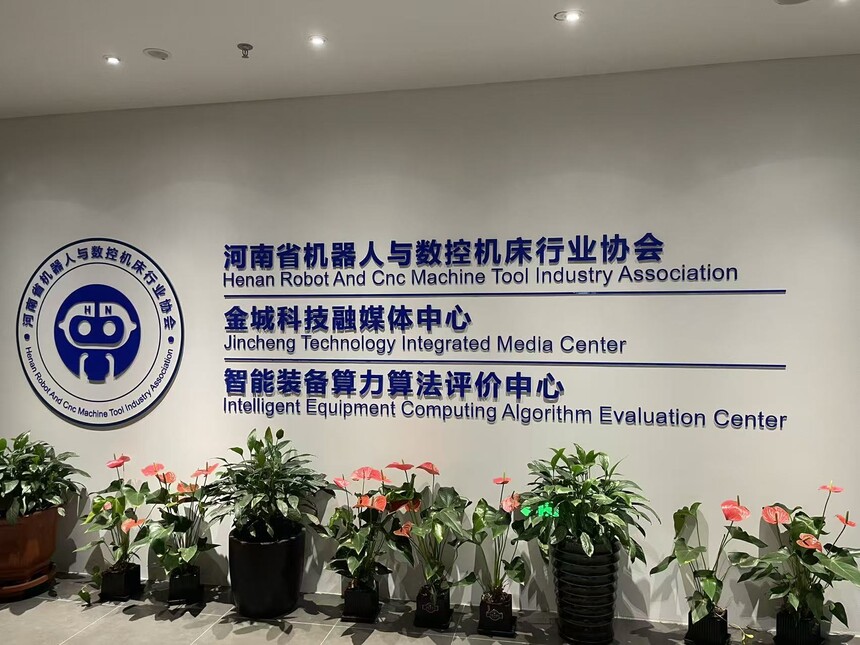 河南省机器人与数控机床行业协会
HN
Henan Robot And Cnc Machine Tool Industry Association
河南省机器人与数控机床行业协会
Henan Robot And Cnc Machine Tool Industry Association
金城科技融媒体中心
Jincheng Technology Integrated Media Center
智能装备算力算法评价中心
Intelligent Equipment Computing Algorithm Evaluation Center